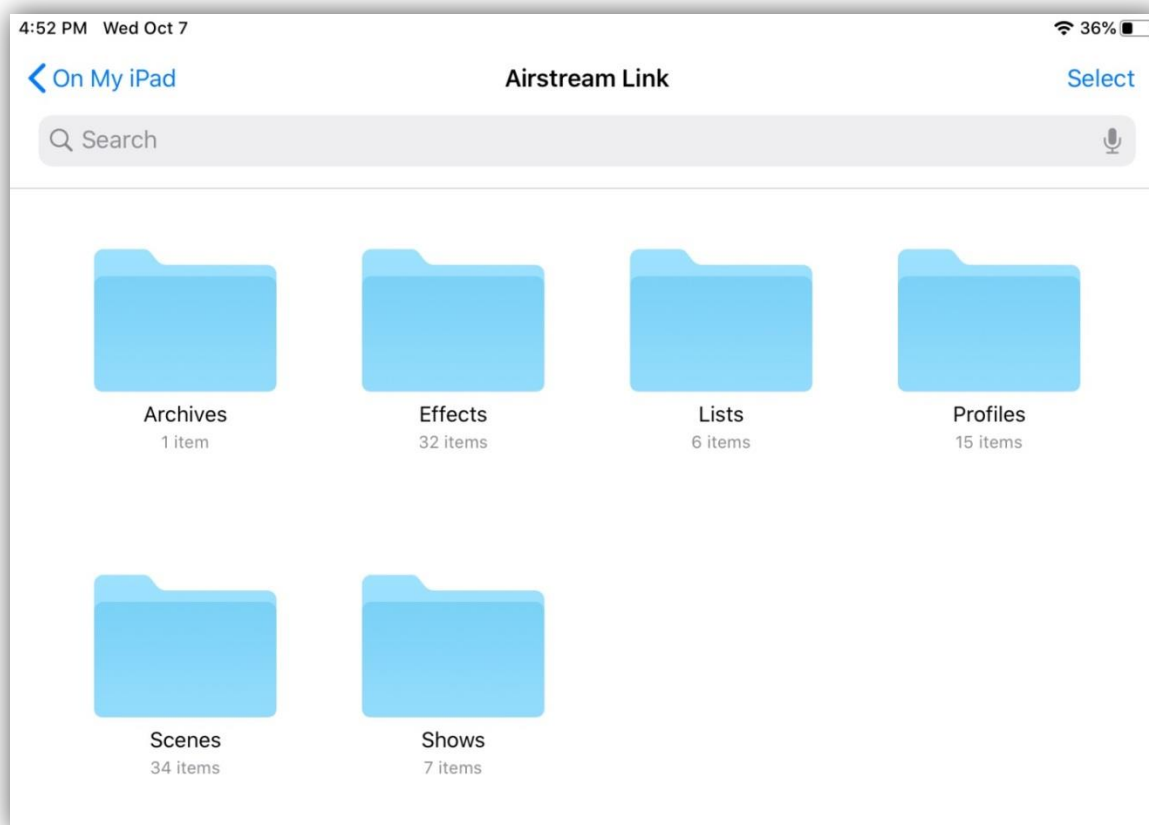 4:52 PM Wed Oct 7 36%
On My iPad Airstream Link Select
Search
Archives Effects Lists Profiles
1 item 32 items 6 items 15 items
Scenes Shows
34 items 7 items